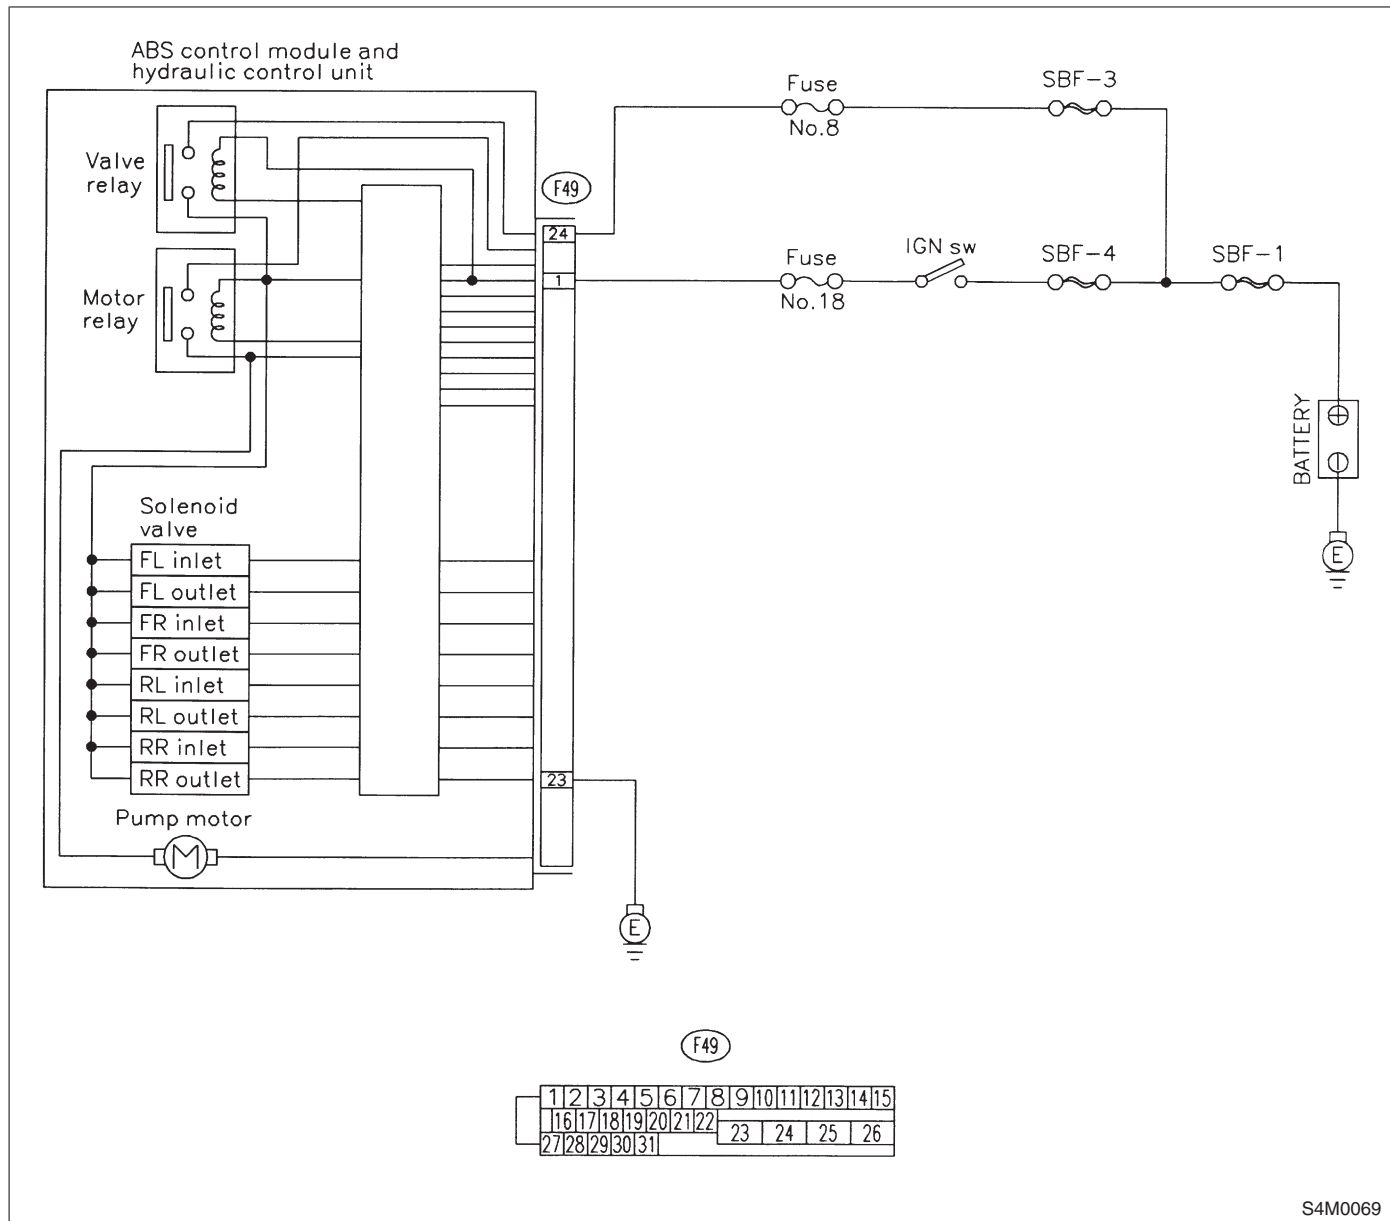 ABS control module and
hydraulic control unit
Valve
relay
Motor
relay
F49
24
1
23
Fuse
No.8
SBF-3
Fuse
No.18
IGN sw
SBF-4
SBF-1
BATTERY
E
Solenoid
valve
FL inlet
FL outlet
FR inlet
FR outlet
RL inlet
RL outlet
RR inlet
RR outlet
Pump motor
M
E
F49
1 2 3 4 5 6 7 8 9 10 11 12 13 14 15
16 17 18 19 20 21 22
23 24 25 26
27 28 29 30 31
S4M0069